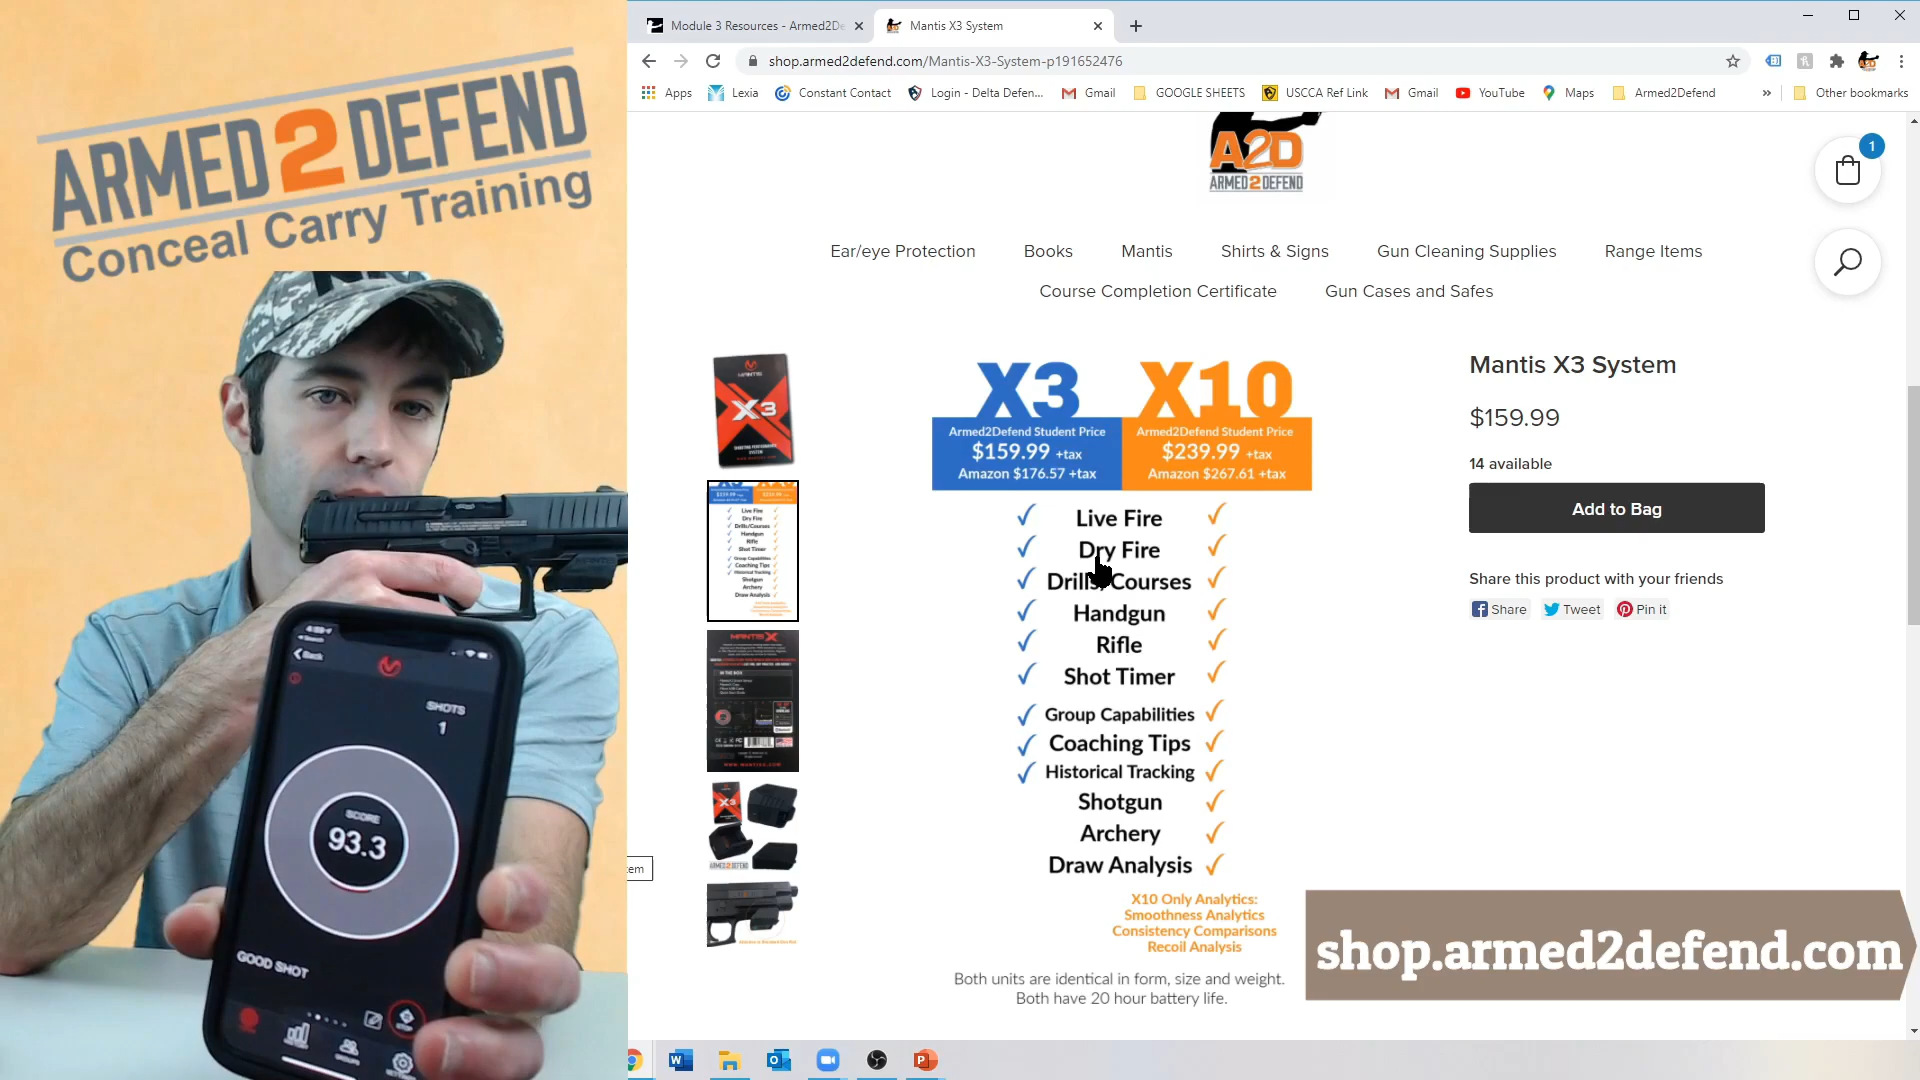 ARMED 2 DEFEND
Conceal Carry Training
Back
SHOTS
1
SCORE
93.3
GOOD SHOT
Module 3 Resources - Armed2De
Mantis X3 System
shop.armed2defend.com/Mantis-X3-System-p191652476
Apps
Lexia
Constant Contact
Login - Delta Defen...
Gmail
GOOGLE SHEETS
USCCA Ref Link
Gmail
YouTube
Maps
Armed2Defend
»
Other bookmarks
A2D
ARMED2DEFEND
1
Ear/eye Protection
Books
Mantis
Shirts & Signs
Gun Cleaning Supplies
Range Items
Course Completion Certificate
Gun Cases and Safes
MANTIS
X3
X3 X10
Armed2Defend Student Price
$159.99 +tax
Amazon $176.57 +tax
Armed2Defend Student Price
$239.99 +tax
Amazon $267.61 +tax
Live Fire
Dry Fire
Drills/Courses
Handgun
Rifle
Shot Timer
Group Capabilities
Coaching Tips
Historical Tracking
Shotgun
Archery
Draw Analysis
X10 Only Analytics:
Smoothness Analytics
Consistency Comparisons
Recoil Analysis
Both units are identical in form, size and weight.
Both have 20 hour battery life.
Mantis X3 System
$159.99
14 available
Add to Bag
Share this product with your friends
Share
Tweet
Pin it
shop.armed2defend.com